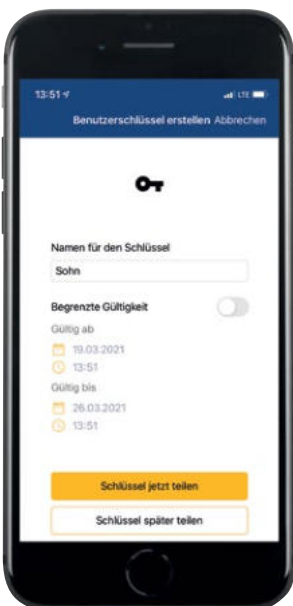 13:51 LTE
Benutzerschlüssel erstellen Abbrechen
Namen für den Schlüssel
Sohn
Begrenzte Gültigkeit
Gültig ab
19.03.2021
13:51
Gültig bis
26.03.2021
13:51
Schlüssel jetzt teilen
Schlüssel später teilen